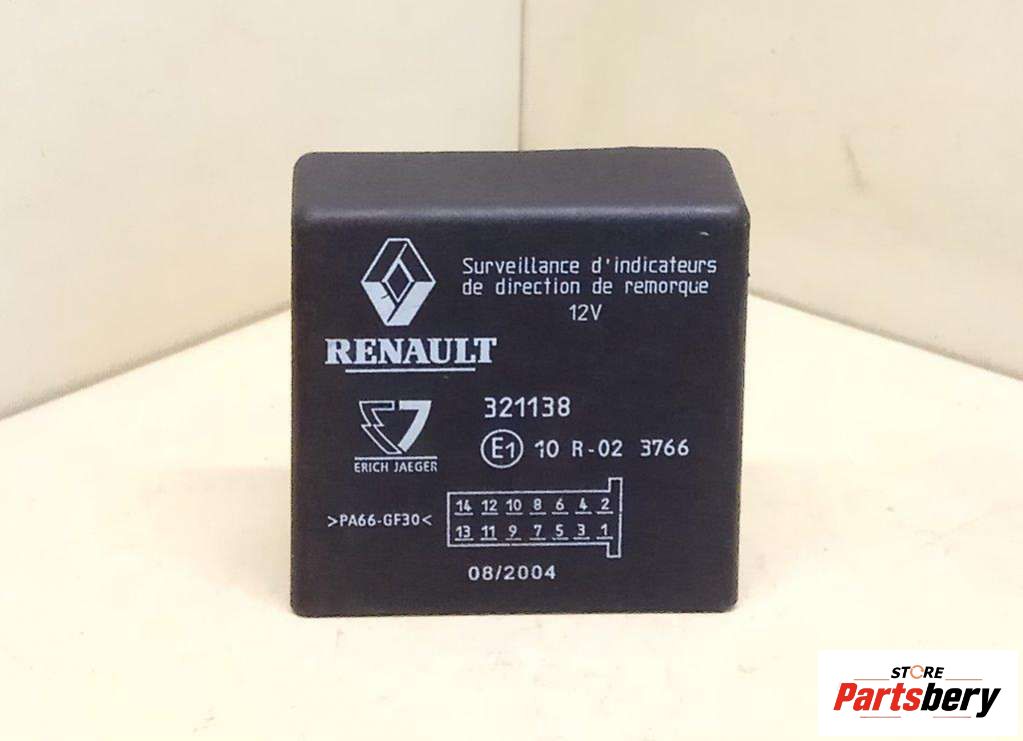 Surveillance d'indicateurs
de direction de remorque
12V
RENAULT
321138
E1 10 R-02 3766
ERICH JAEGER
>PA66-GF30<
14 12 10 8 6 4 2
13 11 9 7 5 3 1
08/2004
STORE
Partsbery